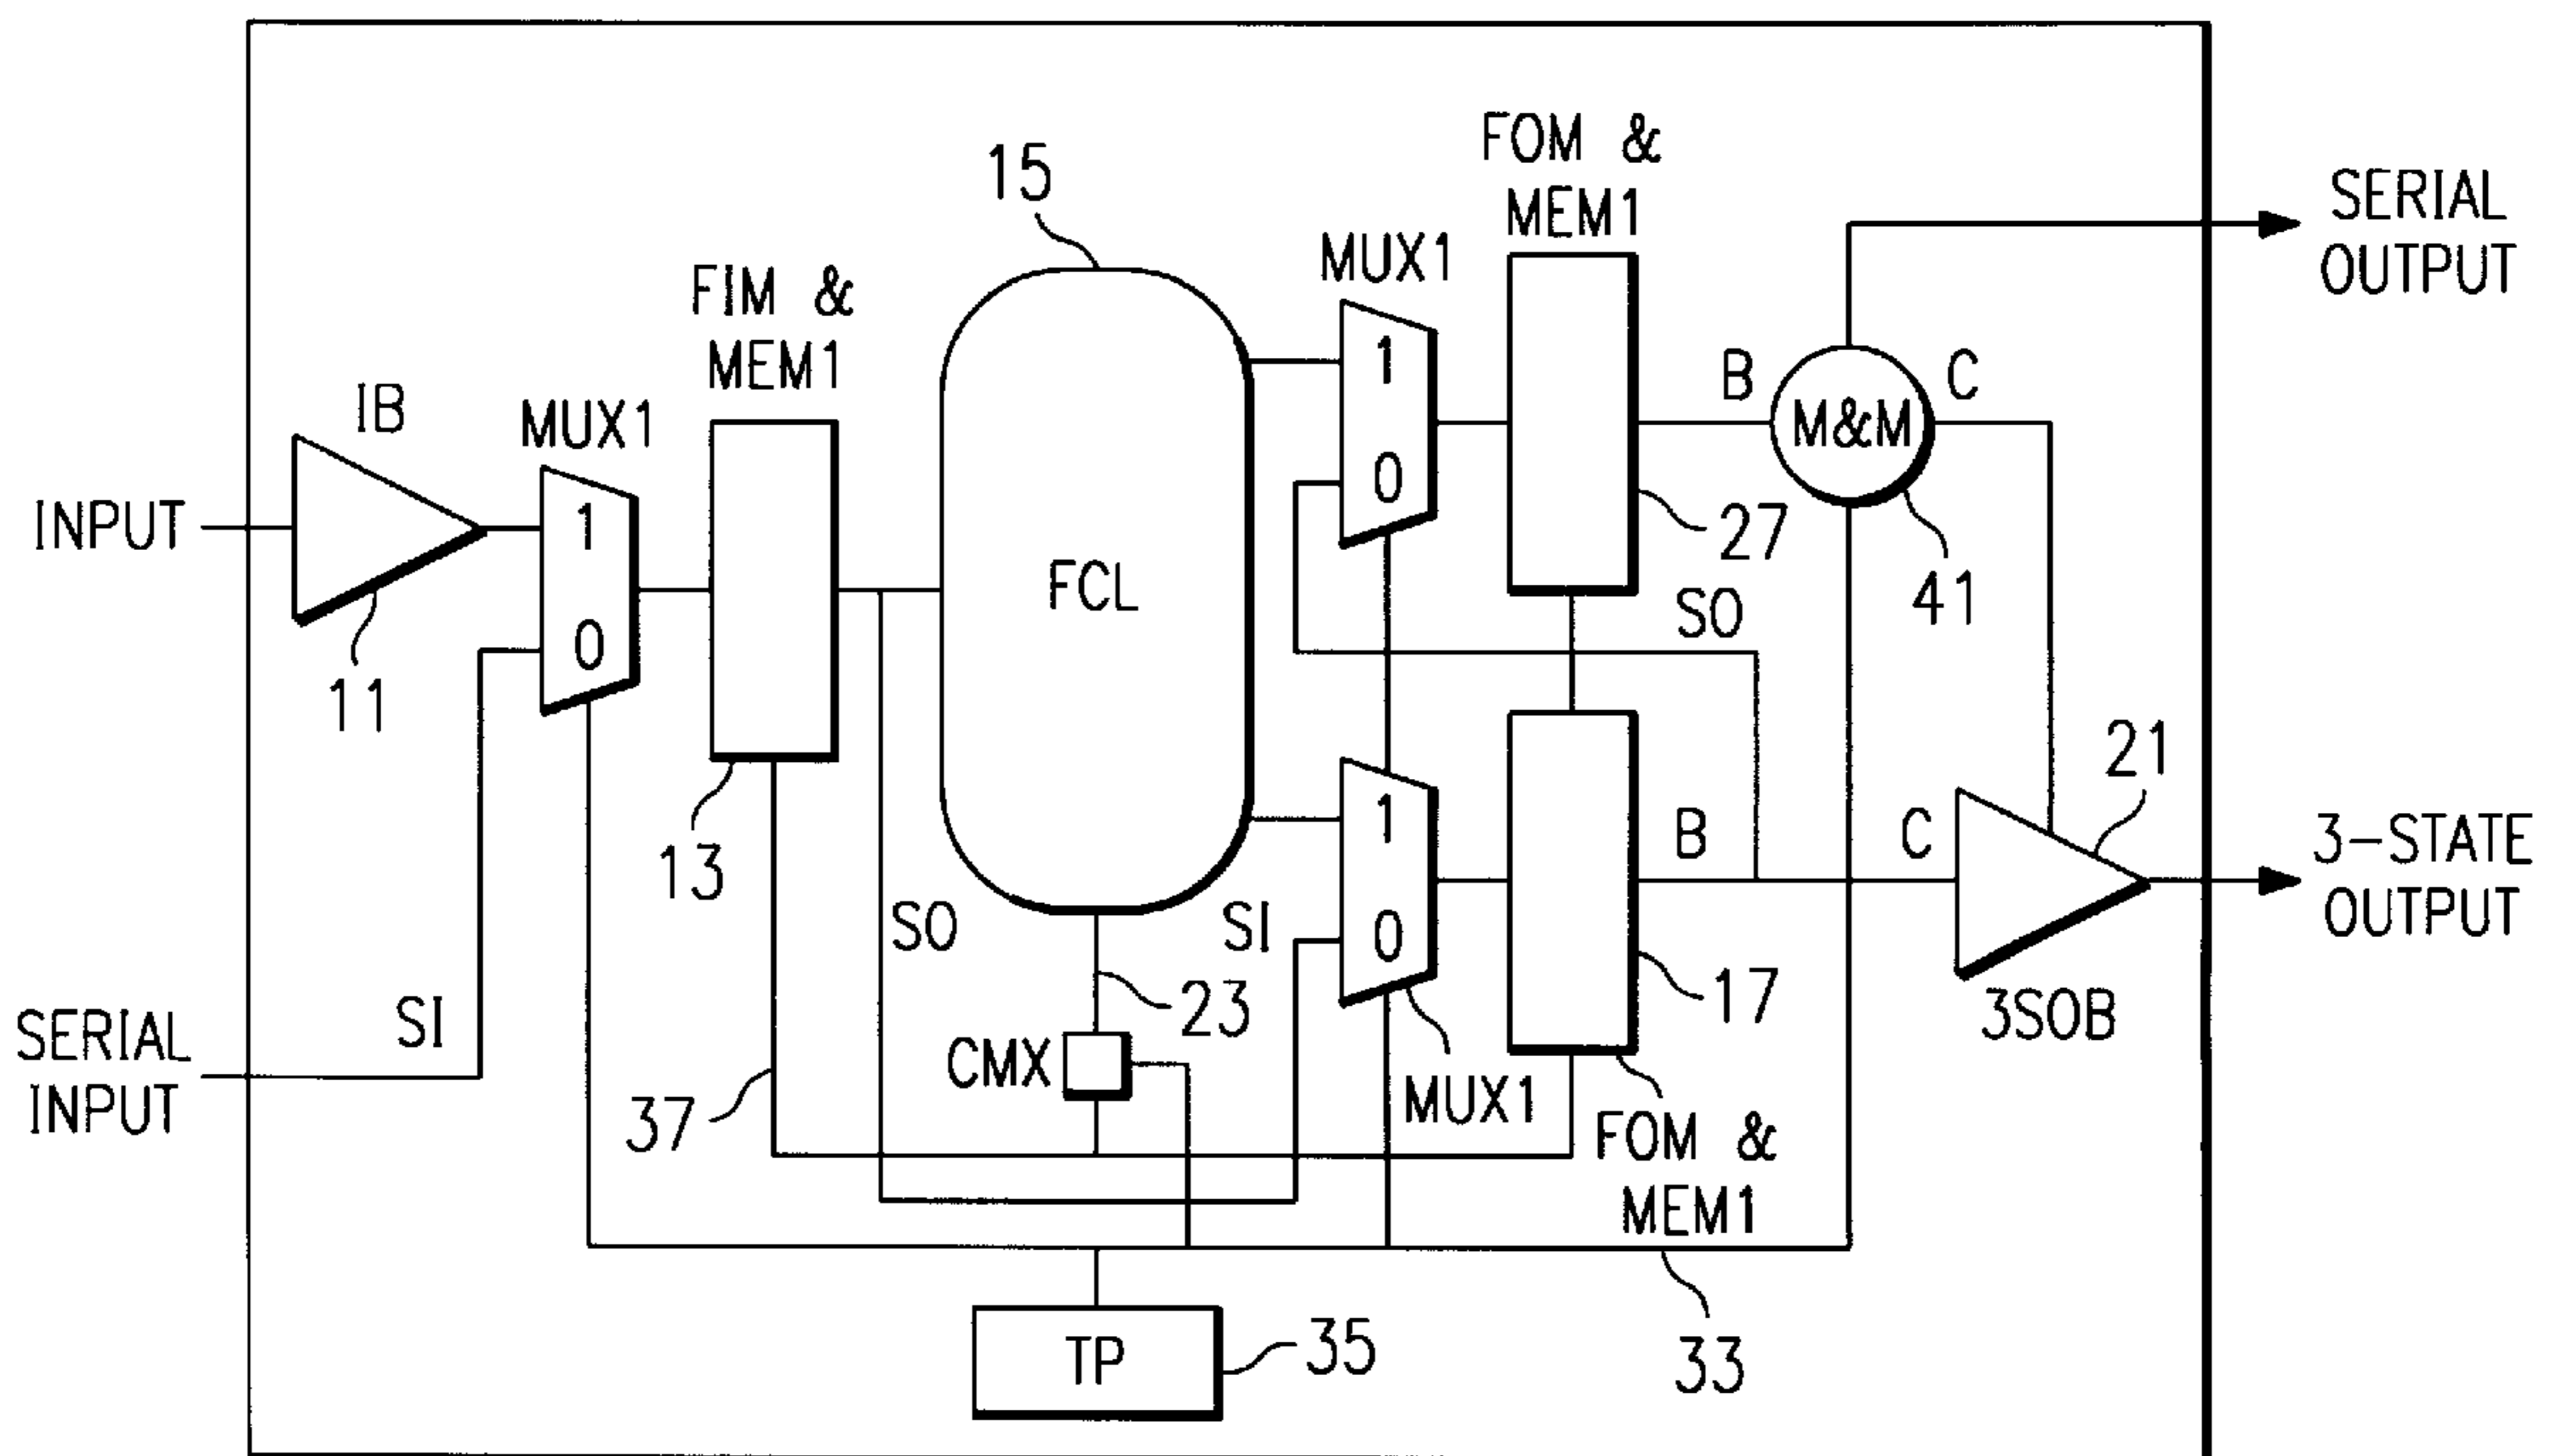 15
FOM &
MEM1
SERIAL
OUTPUT
MUX1
FIM &
MEM1
1
0
B
C
M&M
IB
MUX1
INPUT
1
0
FCL
27
41
SO
11
13
1
0
B
C
21
3-STATE
OUTPUT
SO
SI
23
17
3SOB
SERIAL
INPUT
SI
CMX
37
MUX1
FOM &
MEM1
TP
35
33